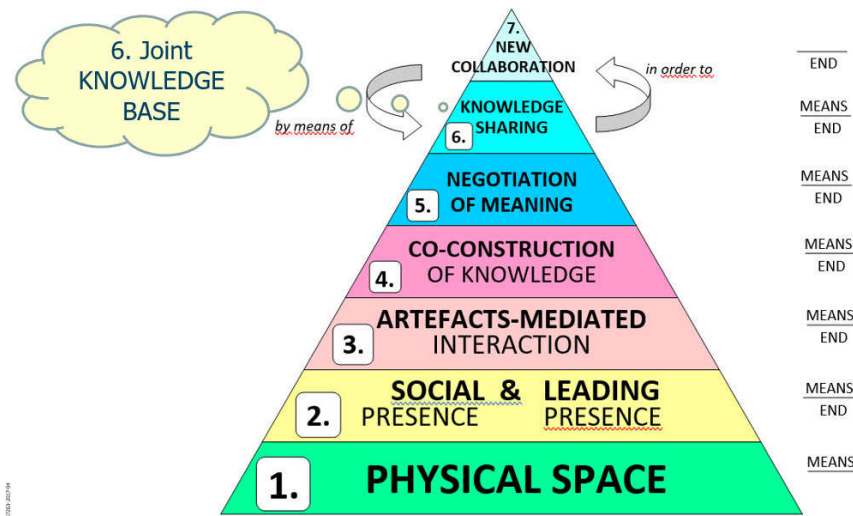 6. Joint
KNOWLEDGE
BASE
by means of
in order to
7.
NEW
COLLABORATION
END
KNOWLEDGE
SHARING
6.
MEANS
END
NEGOTIATION
OF MEANING
5.
MEANS
END
CO-CONSTRUCTION
OF KNOWLEDGE
4.
MEANS
END
ARTEFACTS-MEDIATED
INTERACTION
3.
MEANS
END
SOCIAL & LEADING
PRESENCE PRESENCE
2.
MEANS
END
PHYSICAL SPACE
1.
MEANS